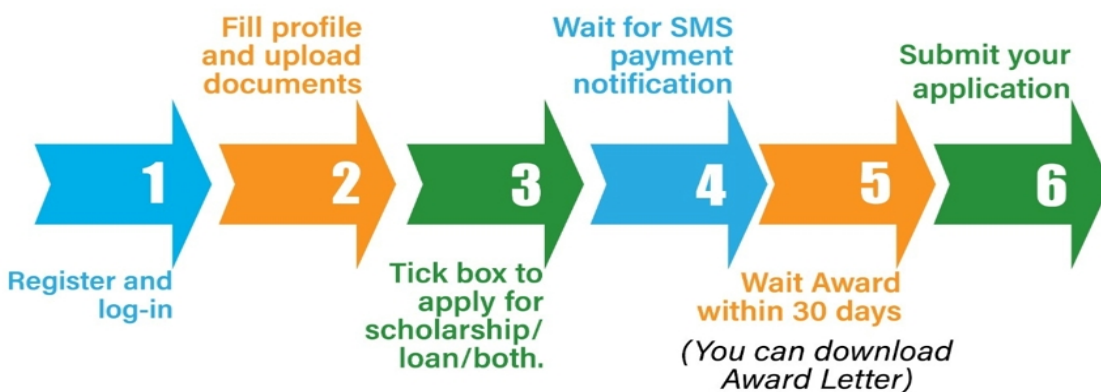 1
Register and
log-in
Fill profile
and upload
documents
2
3
Tick box to
apply for
scholarship/
loan/both.
Wait for SMS
payment
notification
4
5
Wait Award
within 30 days
(You can download
Award Letter)
Submit your
application
6